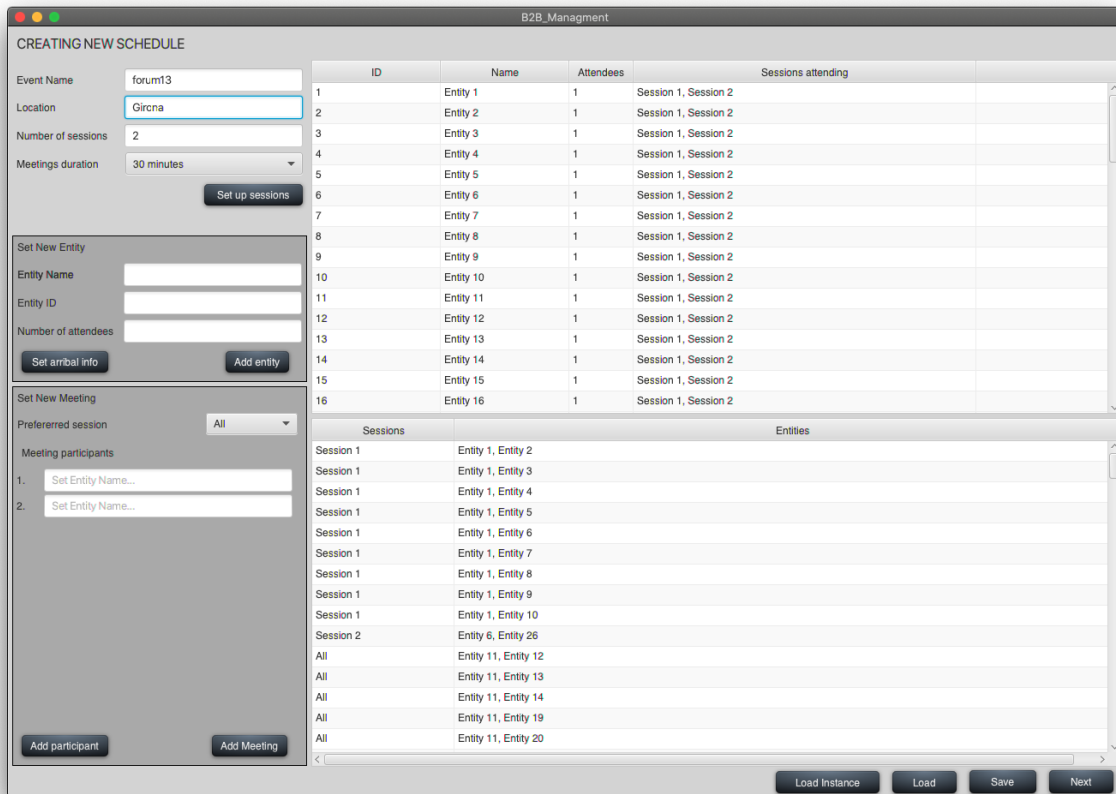 B2B_Managment
CREATING NEW SCHEDULE
Event Name forum13
Location Girona
Number of sessions 2
Meetings duration 30 minutes
Set up sessions
Set New Entity
Entity Name
Entity ID
Number of attendees
Set arribal info Add entity
Set New Meeting
Prefererred session All
Meeting participants
1. Set Entity Name...
2. Set Entity Name...
Add participant Add Meeting
ID Name Attendees Sessions attending
1 Entity 1 1 Session 1, Session 2
2 Entity 2 1 Session 1, Session 2
3 Entity 3 1 Session 1, Session 2
4 Entity 4 1 Session 1, Session 2
5 Entity 5 1 Session 1, Session 2
6 Entity 6 1 Session 1, Session 2
7 Entity 7 1 Session 1, Session 2
8 Entity 8 1 Session 1, Session 2
9 Entity 9 1 Session 1, Session 2
10 Entity 10 1 Session 1, Session 2
11 Entity 11 1 Session 1, Session 2
12 Entity 12 1 Session 1, Session 2
13 Entity 13 1 Session 1, Session 2
14 Entity 14 1 Session 1, Session 2
15 Entity 15 1 Session 1, Session 2
16 Entity 16 1 Session 1, Session 2
Sessions Entities
Session 1 Entity 1, Entity 2
Session 1 Entity 1, Entity 3
Session 1 Entity 1, Entity 4
Session 1 Entity 1, Entity 5
Session 1 Entity 1, Entity 6
Session 1 Entity 1, Entity 7
Session 1 Entity 1, Entity 8
Session 1 Entity 1, Entity 9
Session 1 Entity 1, Entity 10
Session 2 Entity 6, Entity 26
All Entity 11, Entity 12
All Entity 11, Entity 13
All Entity 11, Entity 14
All Entity 11, Entity 19
All Entity 11, Entity 20
Load Instance Load Save Next